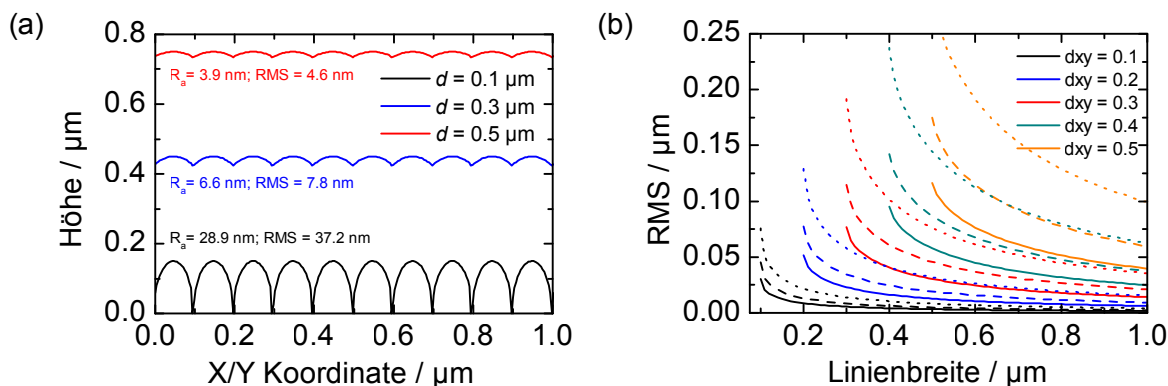 (a)
0.8
0.6
0.4
0.2
0.0
Höhe / µm
Rₐ= 3.9 nm; RMS = 4.6 nm
d = 0.1 µm
d = 0.3 µm
d = 0.5 µm
Rₐ= 6.6 nm; RMS = 7.8 nm
Rₐ= 28.9 nm; RMS = 37.2 nm
0.0 0.2 0.4 0.6 0.8 1.0
X/Y Koordinate / µm
(b)
0.25
0.20
0.15
0.10
0.05
0.00
RMS / µm
dxy = 0.1
dxy = 0.2
dxy = 0.3
dxy = 0.4
dxy = 0.5
0.2 0.4 0.6 0.8 1.0
Linienbreite / µm